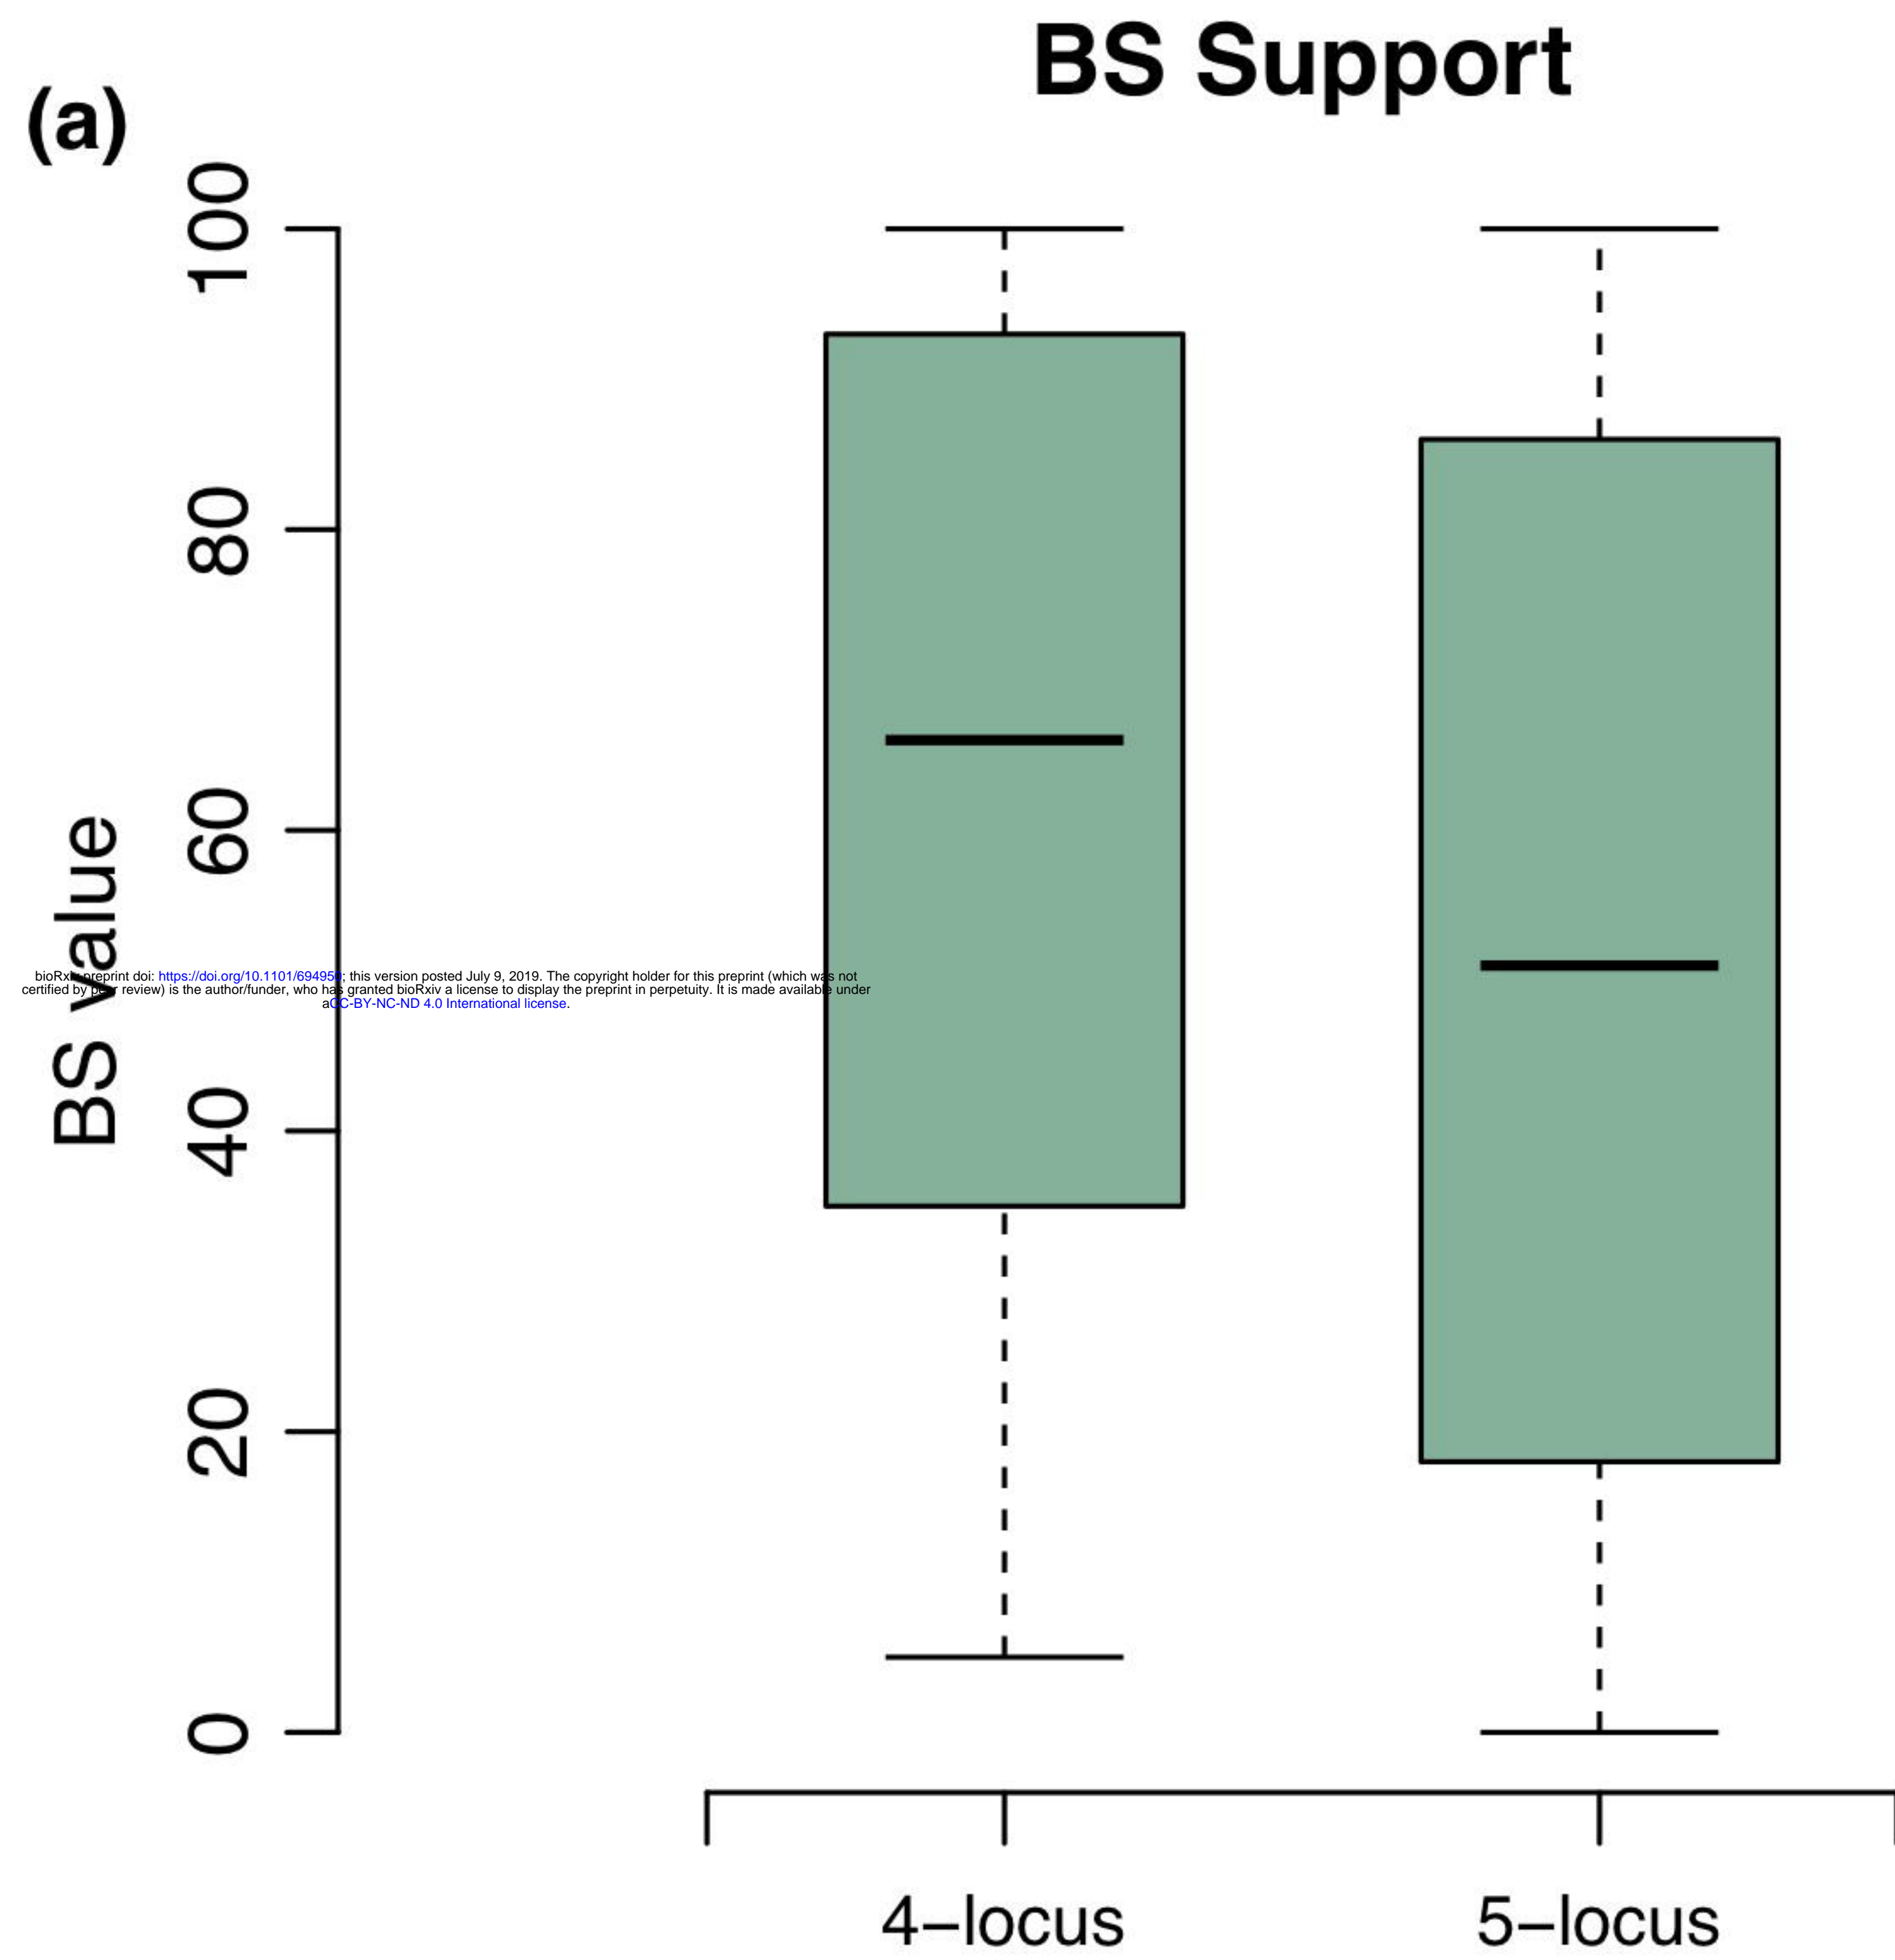 BS Support
(a)
100
80
60
40
20
0
BS value
bioRxiv preprint doi: https://doi.org/10.1101/694950; this version posted July 9, 2019. The copyright holder for this preprint (which was not
certified by peer review) is the author/funder, who has granted bioRxiv a license to display the preprint in perpetuity. It is made available under
aCC-BY-NC-ND 4.0 International license.
4–locus
5–locus